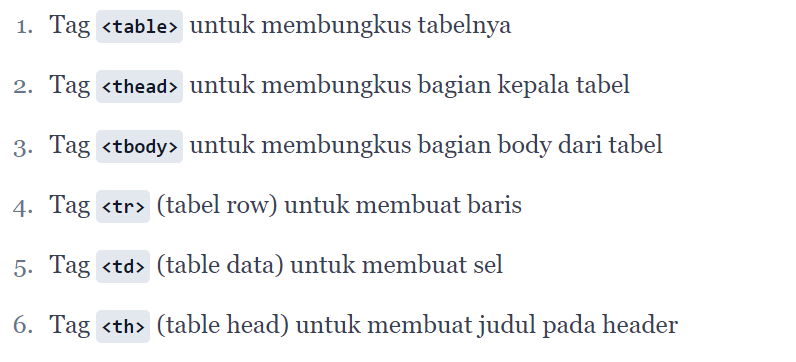 1. Tag <table> untuk membungkus tabelnya
2. Tag <thead> untuk membungkus bagian kepala tabel
3. Tag <tbody> untuk membungkus bagian body dari tabel
4. Tag <tr> (tabel row) untuk membuat baris
5. Tag <td> (table data) untuk membuat sel
6. Tag <th> (table head) untuk membuat judul pada header